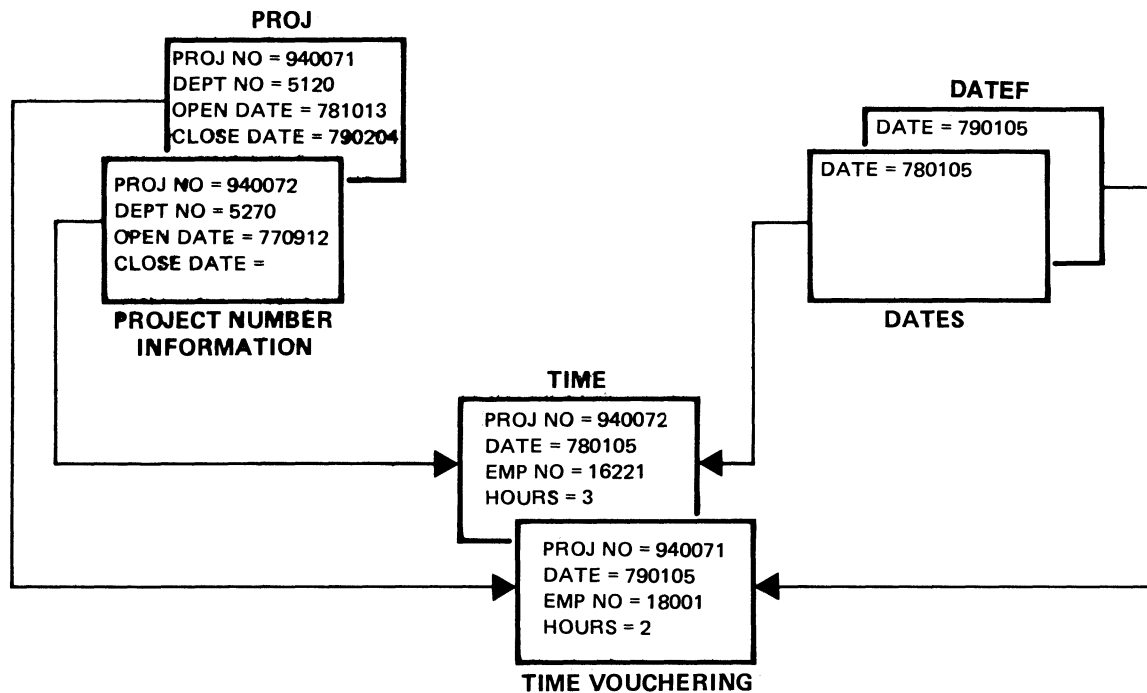 PROJ
PROJ NO = 940071
DEPT NO = 5120
OPEN DATE = 781013
CLOSE DATE = 790204
PROJ NO = 940072
DEPT NO = 5270
OPEN DATE = 770912
CLOSE DATE =
PROJECT NUMBER
INFORMATION
DATEF
DATE = 790105
DATE = 780105
DATES
TIME
PROJ NO = 940072
DATE = 780105
EMP NO = 16221
HOURS = 3
PROJ NO = 940071
DATE = 790105
EMP NO = 18001
HOURS = 2
TIME VOUCHERING